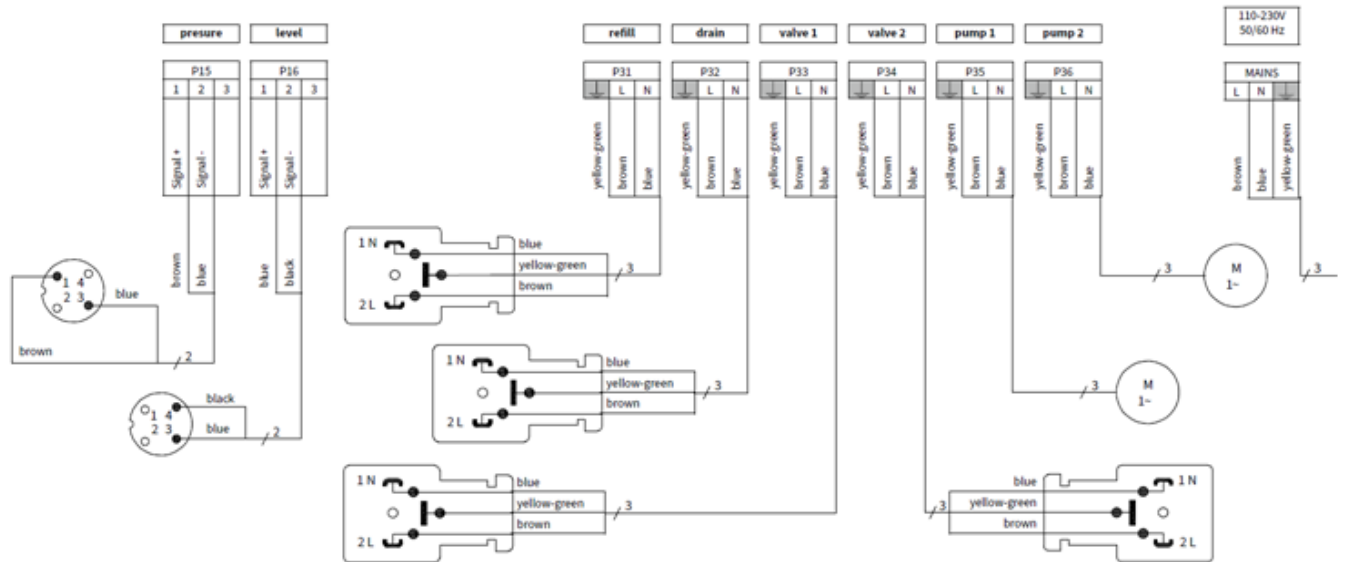 110-230V
50/60 Hz
presure level refill drain valve 1 valve 2 pump 1 pump 2
P15 P16 P31 P32 P33 P34 P35 P36 MAINS
1 2 3 1 2 3 L N L N L N L N L N L N L N
Signal + Signal - Signal + Signal -
yellow-green brown blue yellow-green brown blue yellow-green brown blue yellow-green brown blue yellow-green brown blue yellow-green brown blue brown blue yellow-green
brown blue blue black
1 N
blue
yellow-green
brown
2 L
3
3
M
1~
3
1 4
2 3
blue
brown
2
1 N
blue
yellow-green
brown
2 L
3
3
M
1~
1 4
2 3
black
blue
2
1 N
blue
yellow-green
brown
2 L
3
3
blue
yellow-green
brown
1 N
2 L